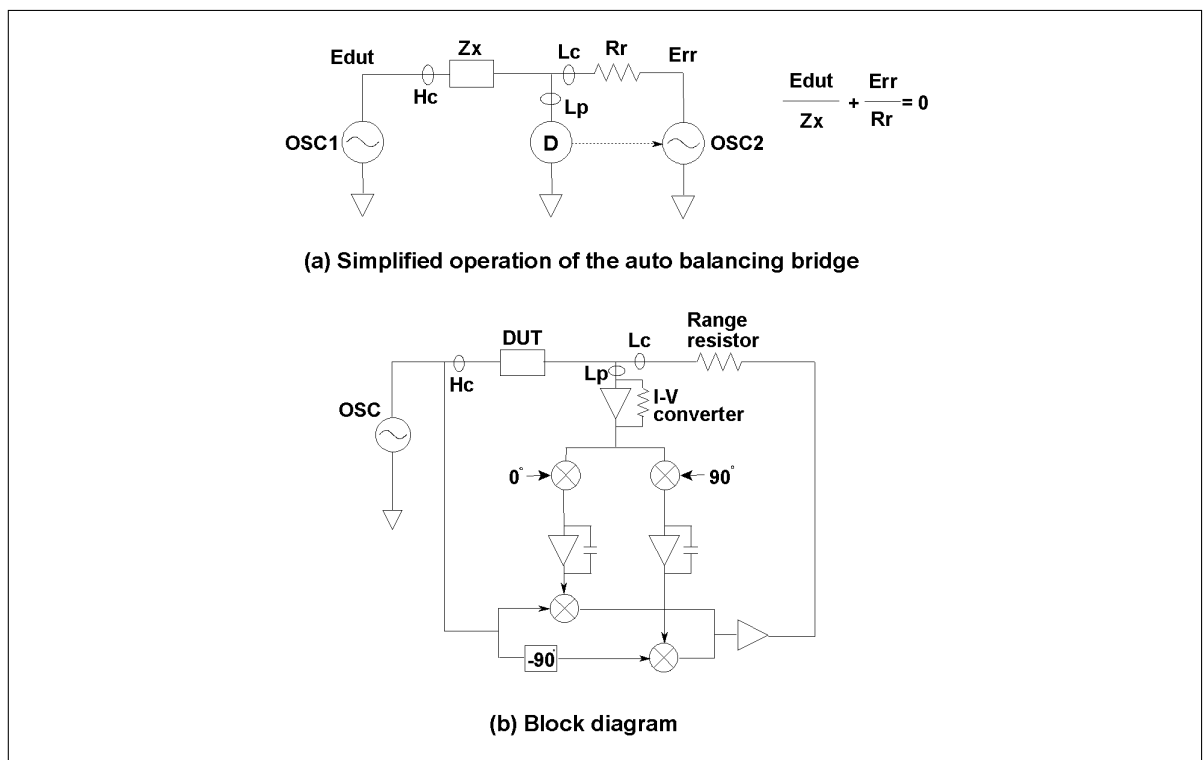 Edut
Zx
Lc
Rr
Err
Hc
Lp
OSC1
D
OSC2
Edut
Zx
+
Err
Rr
= 0
(a) Simplified operation of the auto balancing bridge
DUT
Lc
Range
resistor
Hc
Lp
I-V
converter
OSC
0°
90°
-90°
(b) Block diagram